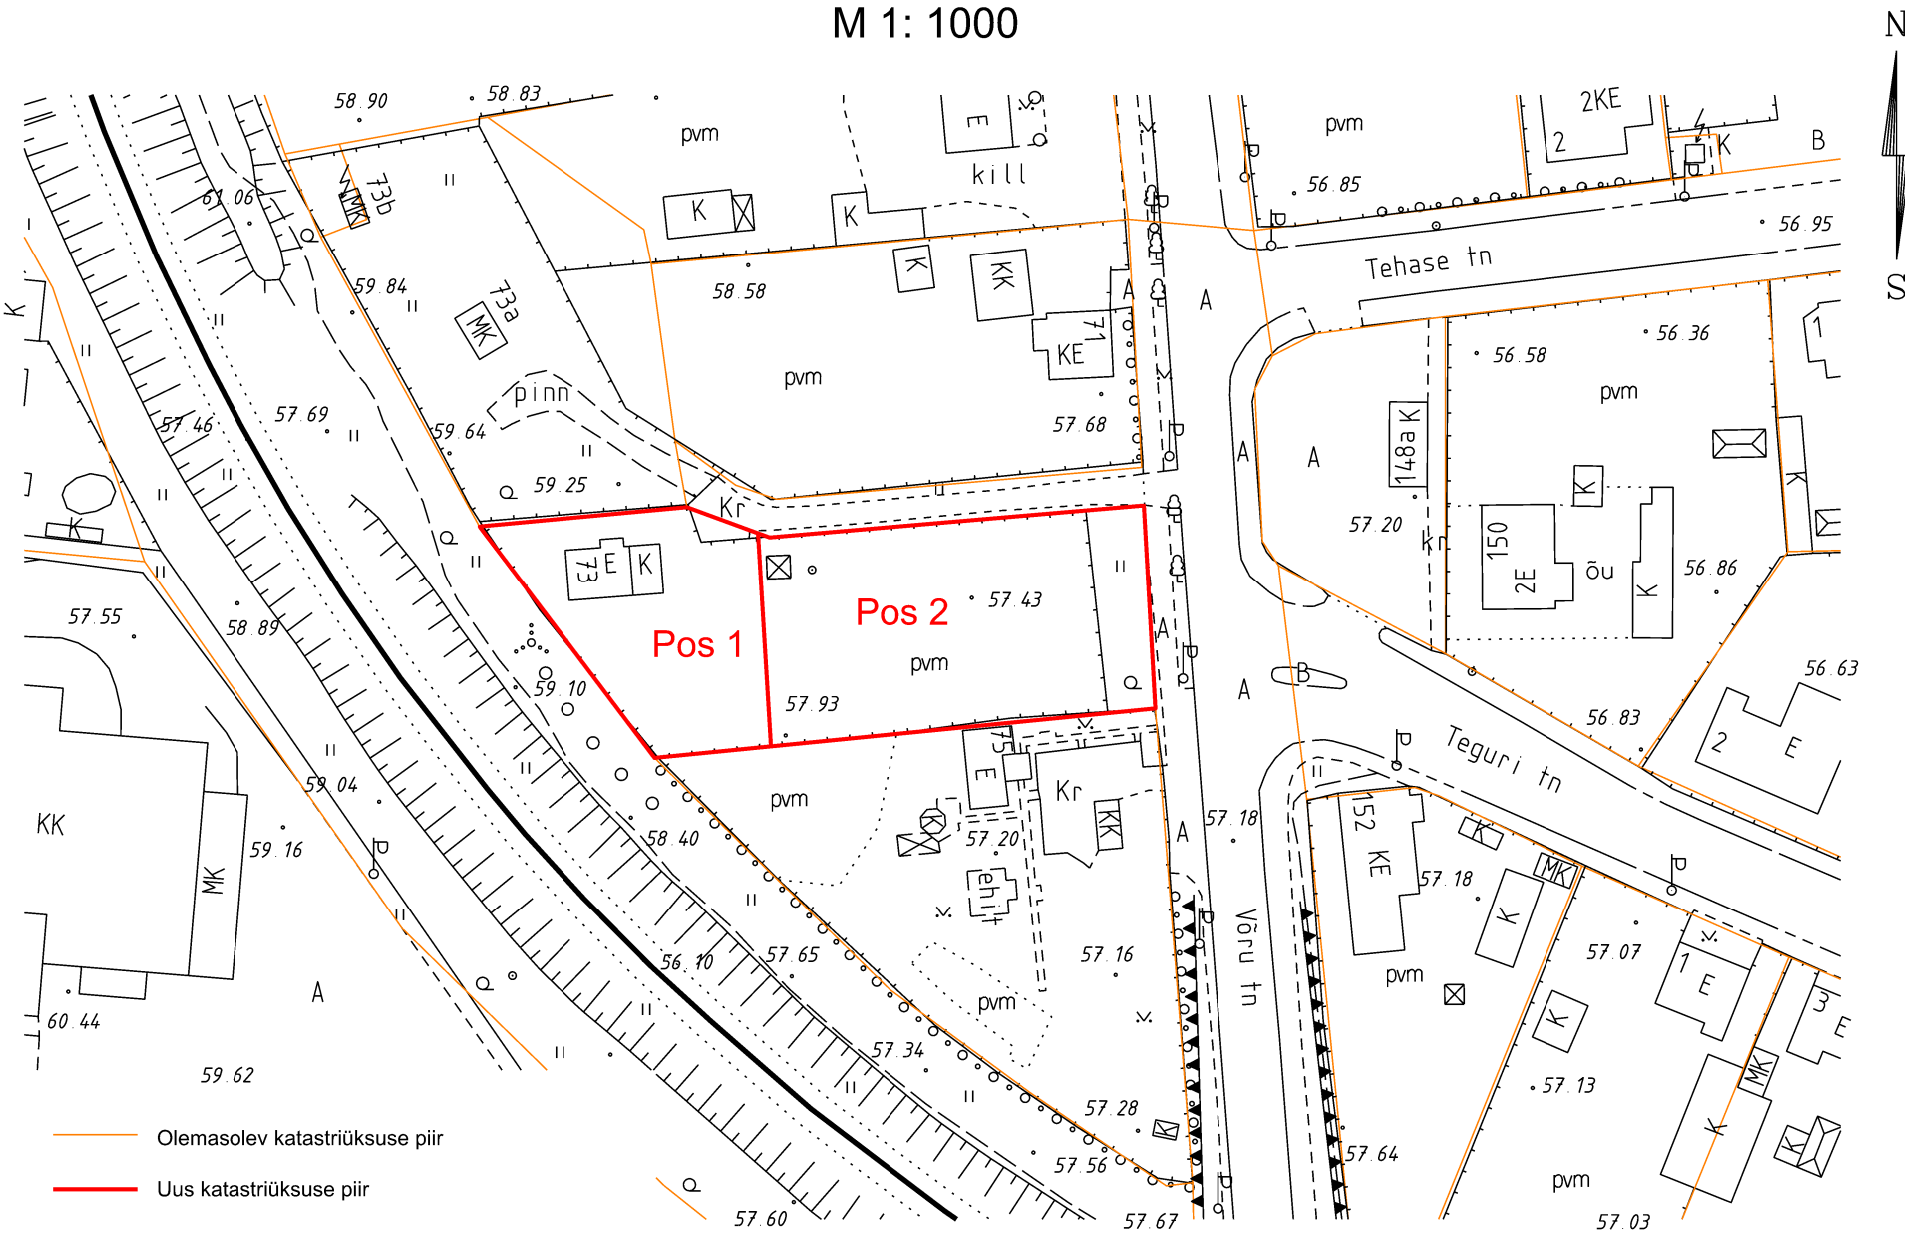 M 1: 1000
N
S
58.90
58.83
pvm
E
kill
pvm
2KE
2
K
B
61.06
MK
73b
K
K
56.85
56.95
Tehase tn
59.84
58.58
K
KK
A
A
73a
MK
71
KE
K
56.58
56.36
1
pinn
pvm
pvm
57.46
57.69
59.64
57.68
A
A
148a K
59.25
Kr
K
K
57.20
kr
150
2E
õu
K
56.86
K
73
E
K
57.43
Pos 1
Pos 2
pvm
A
57.55
58.89
59.10
57.93
A
B
56.63
56.83
2
E
Teguri tn
75
E
pvm
Kr
KK
K
59.04
KK
MK
59.16
58.40
57.20
A
57.18
152
KE
K
MK
57.18
K
ehit
Võru tn
57.65
56.10
57.16
pvm
pvm
57.07
1
E
3
E
A
60.44
K
57.34
59.62
57.28
K
57.13
MK
K
K
57.56
57.64
pvm
57.60
57.67
57.03
Olemasolev katastriüksuse piir
Uus katastriüksuse piir